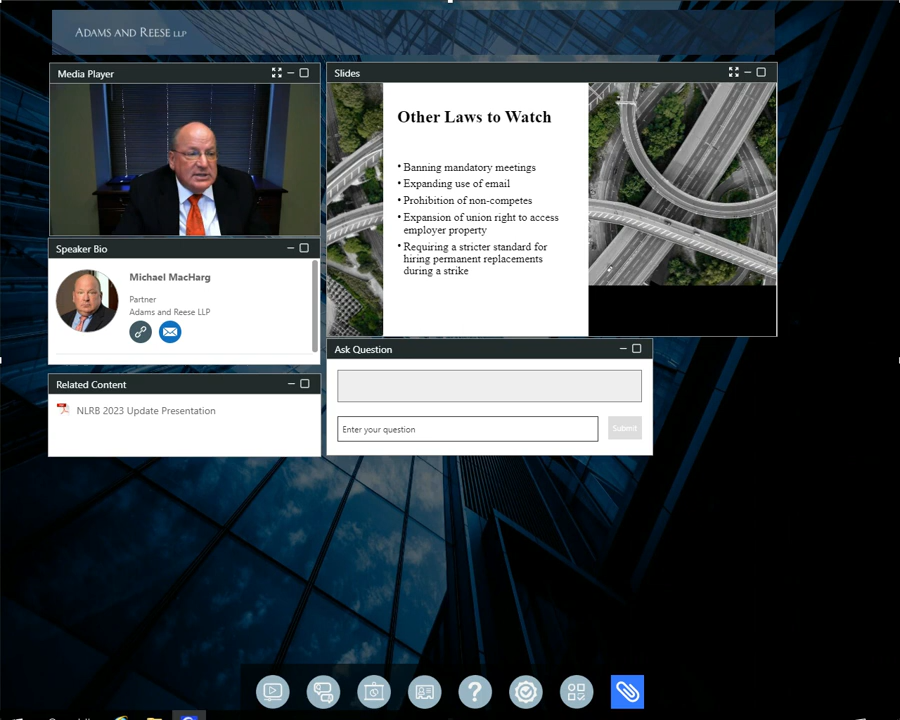 ADAMS AND REESE LLP
Media Player
Slides
Other Laws to Watch
• Banning mandatory meetings
• Expanding use of email
• Prohibition of non-competes
• Expansion of union right to access
employer property
• Requiring a stricter standard for
hiring permanent replacements
during a strike
Speaker Bio
Michael MacHarg
Partner
Adams and Reese LLP
Ask Question
Enter your question
Submit
Related Content
NLRB 2023 Update Presentation